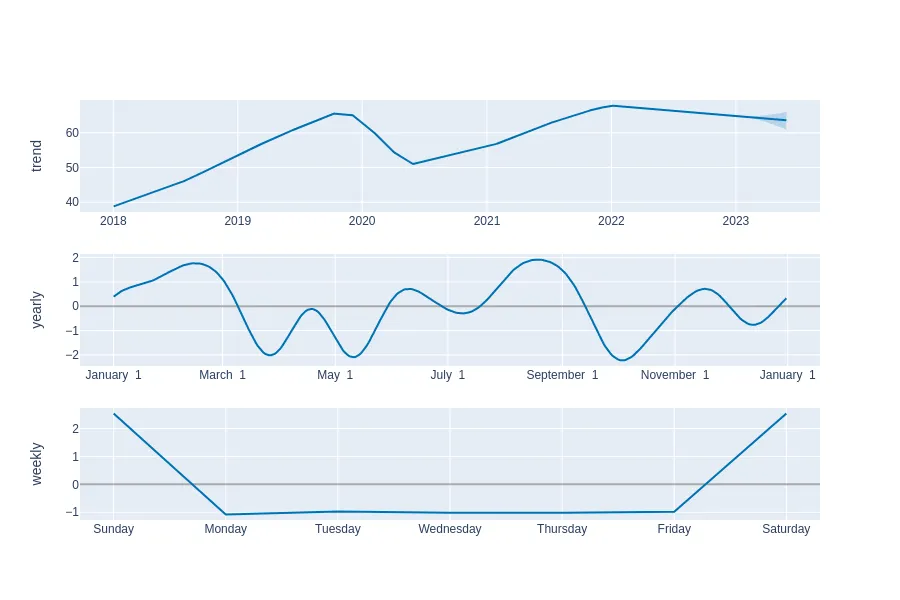 trend
60
50
40
2018 2019 2020 2021 2022 2023
yearly
2
1
0
−1
−2
January 1 March 1 May 1 July 1 September 1 November 1 January 1
weekly
2
1
0
−1
Sunday Monday Tuesday Wednesday Thursday Friday Saturday